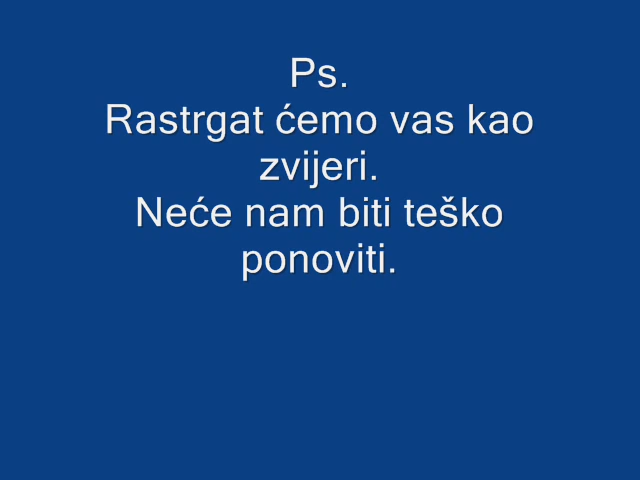 Ps.
Rastrgat ćemo vas kao
zvijeri.
Neće nam biti teško
ponoviti.